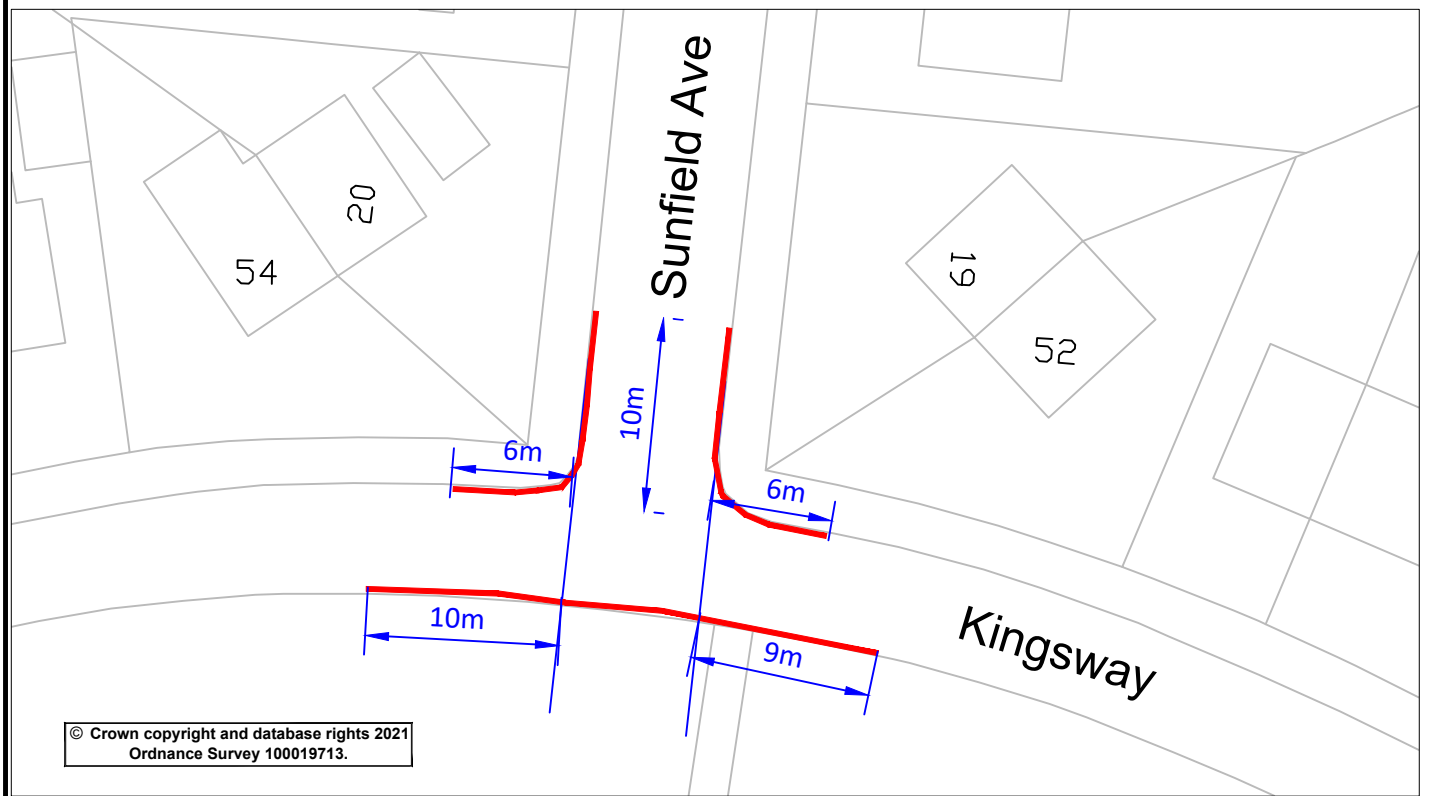 Sunfield Ave
20
54
19
52
10m
6m
6m
10m
9m
Kingsway
© Crown copyright and database rights 2021
Ordnance Survey 100019713.